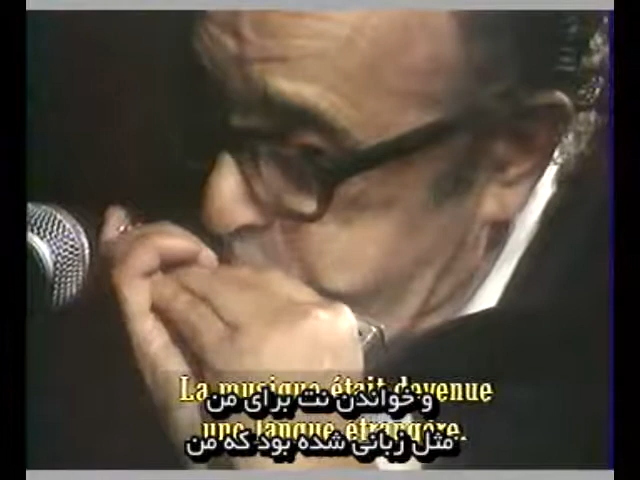 La musique était devenue
و خواندن نت برای من
une langue étrangère.
مثل زبانی شده بود که من